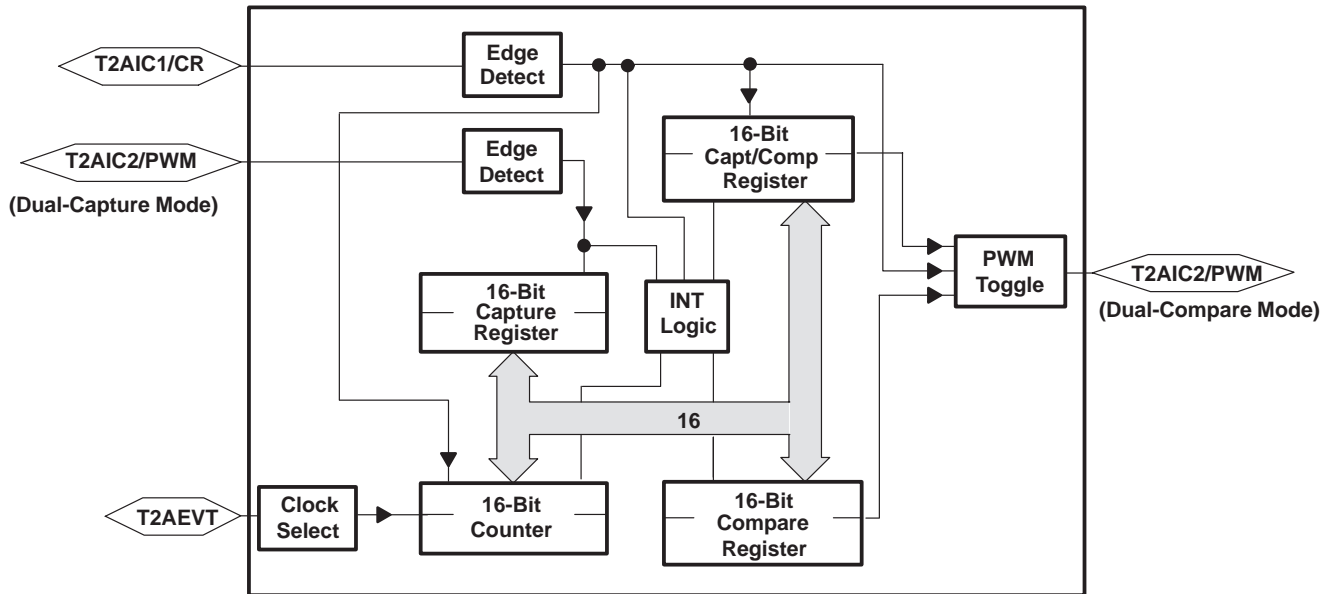 T2AIC1/CR
Edge
Detect
T2AIC2/PWM
(Dual-Capture Mode)
Edge
Detect
16-Bit
Capt/Comp
Register
PWM
Toggle
T2AIC2/PWM
(Dual-Compare Mode)
16-Bit
Capture
Register
INT
Logic
16
T2AEVT
Clock
Select
16-Bit
Counter
16-Bit
Compare
Register